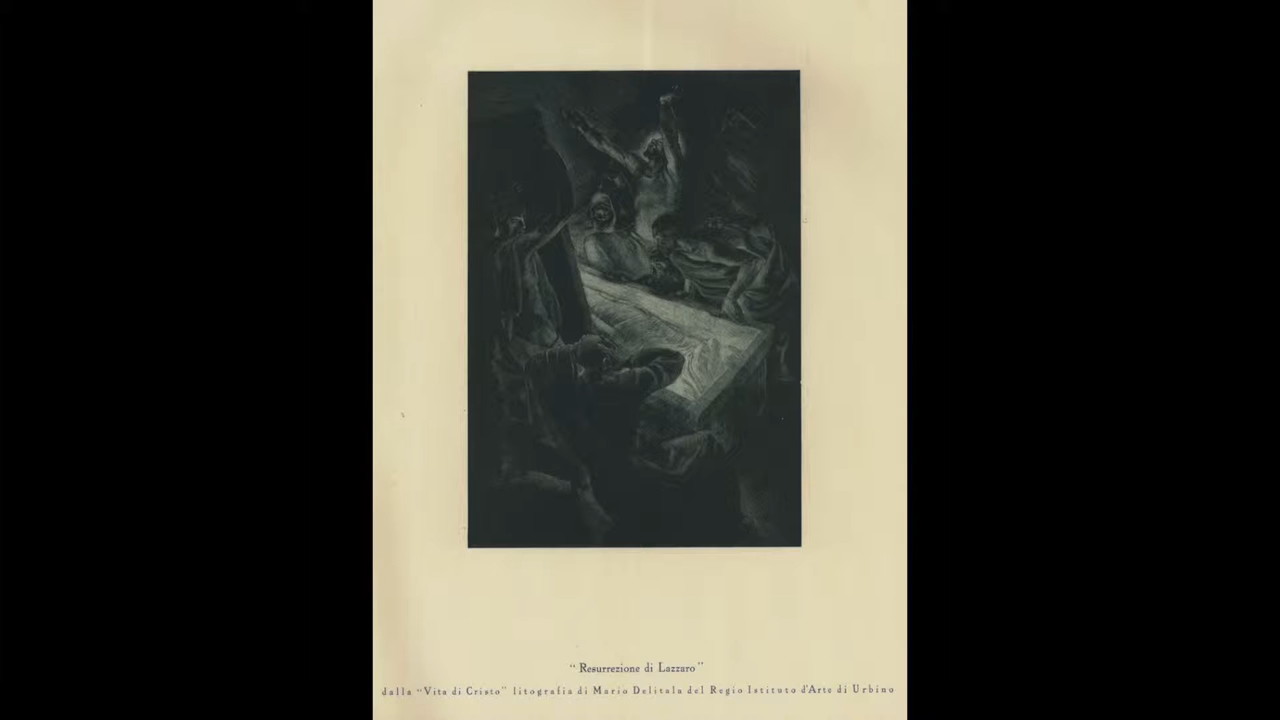 “Resurrezione di Lazzaro”
dalla “Vita di Cristo” litografia di Mario Delitala del Regio Istituto d'Arte di Urbino